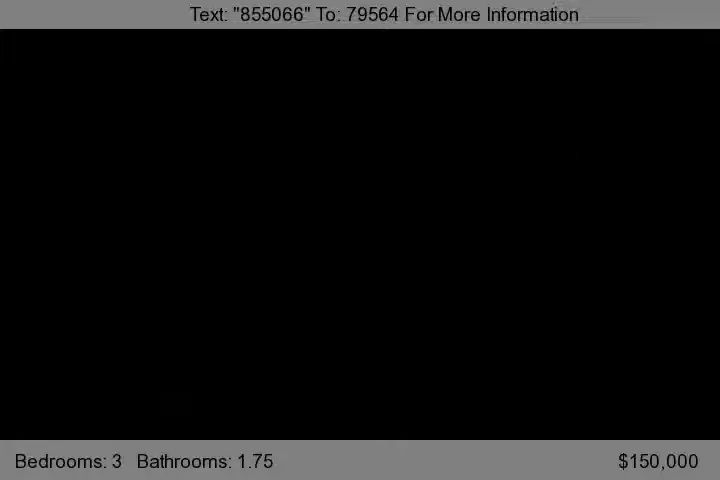 Text: "855066" To: 79564 For More Information
Bedrooms: 3 Bathrooms: 1.75 $150,000